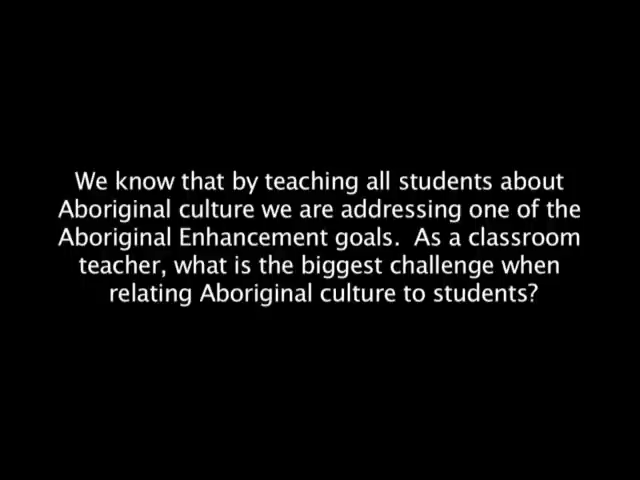 We know that by teaching all students about
Aboriginal culture we are addressing one of the
Aboriginal Enhancement goals.  As a classroom
teacher, what is the biggest challenge when
relating Aboriginal culture to students?